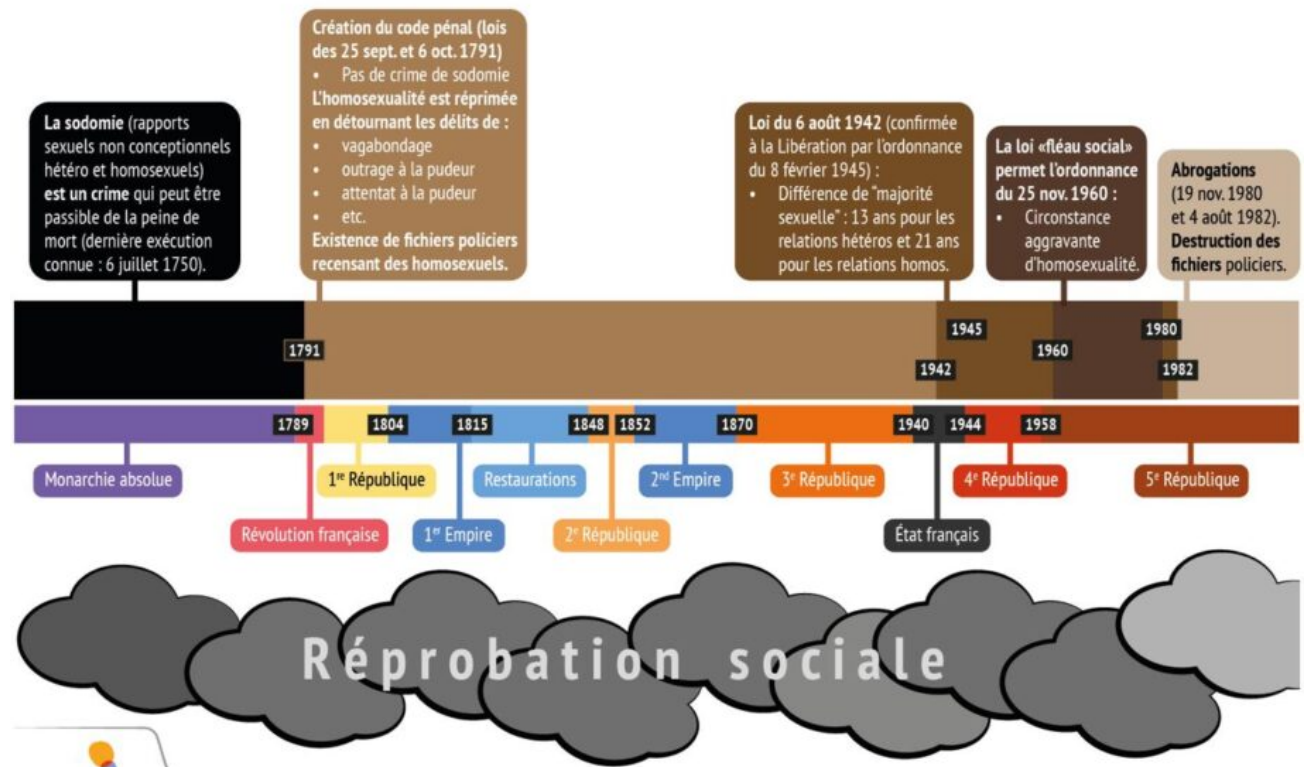 La sodomie (rapports
sexuels non conceptionnels
hétéro et homosexuels)
est un crime qui peut être
passible de la peine de
mort (dernière exécution
connue : 6 juillet 1750).
Création du code pénal (lois
des 25 sept. et 6 oct. 1791)
• Pas de crime de sodomie
L'homosexualité est réprimée
en détournant les délits de :
• vagabondage
• outrage à la pudeur
• attentat à la pudeur
• etc.
Existence de fichiers policiers
recensant des homosexuels.
Loi du 6 août 1942 (confirmée
à la Libération par l'ordonnance
du 8 février 1945) :
• Différence de "majorité
sexuelle" : 13 ans pour les
relations hétéros et 21 ans
pour les relations homos.
La loi «fléau social»
permet l'ordonnance
du 25 nov. 1960 :
• Circonstance
aggravante
d'homosexualité.
Abrogations
(19 nov. 1980
et 4 août 1982).
Destruction des
fichiers policiers.
1791
1942
1945
1960
1980
1982
1789
1804
1815
1848
1852
1870
1940
1944
1958
Monarchie absolue
Révolution française
1re République
1er Empire
Restaurations
2e République
2nd Empire
3e République
État français
4e République
5e République
Réprobation sociale